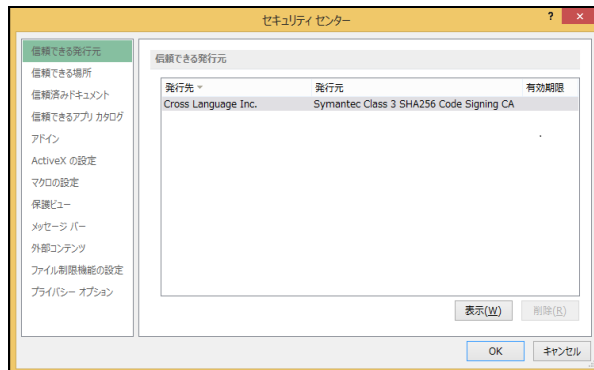 セキュリティ センター
? ×
信頼できる発行元
信頼できる場所
信頼済みドキュメント
信頼できるアプリ カタログ
アドイン
ActiveX の設定
マクロの設定
保護ビュー
メッセージ バー
外部コンテンツ
ファイル制限機能の設定
プライバシー オプション
信頼できる発行元
発行先 発行元 有効期限
Cross Language Inc. Symantec Class 3 SHA256 Code Signing CA
表示(W) 削除(R)
OK キャンセル